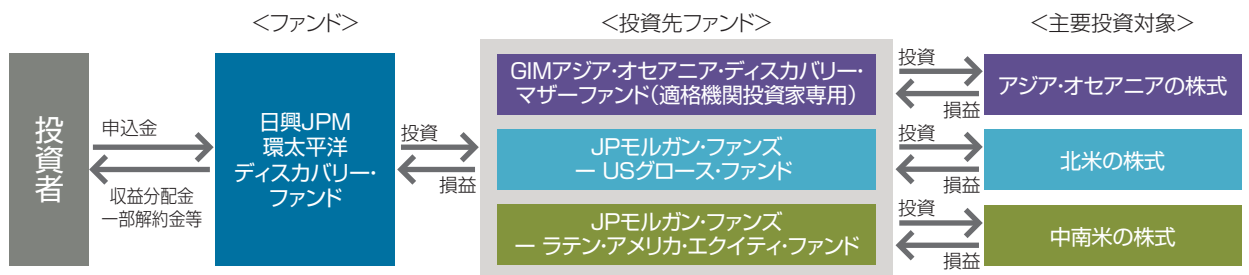 <ファンド>
<投資先ファンド>
<主要投資対象>
投資者
申込金
収益分配金
一部解約金等
日興JPM
環太平洋
ディスカバリー・
ファンド
投資
損益
GIMアジア・オセアニア・ディスカバリー・
マザーファンド(適格機関投資家専用)
投資
損益
アジア・オセアニアの株式
JPモルガン・ファンズ
― USグロース・ファンド
投資
損益
北米の株式
JPモルガン・ファンズ
― ラテン・アメリカ・エクイティ・ファンド
投資
損益
中南米の株式